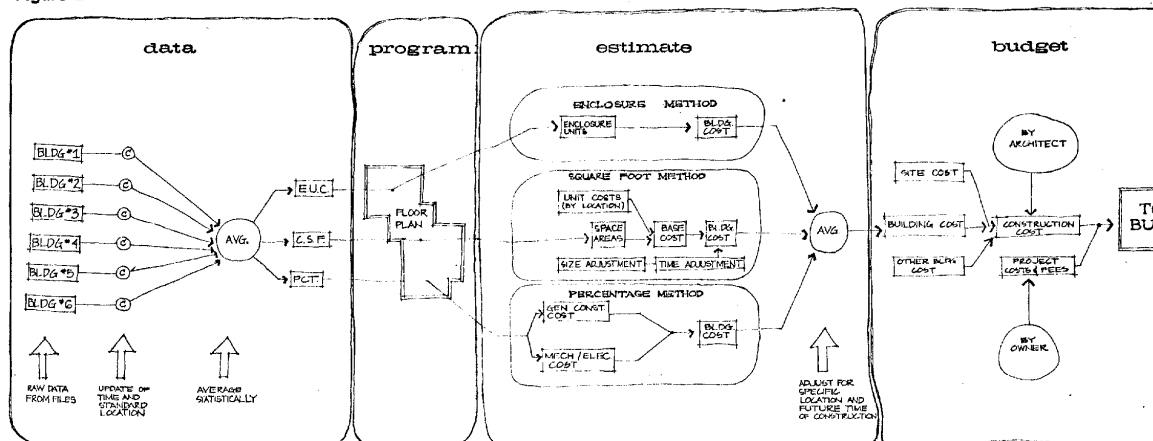 data
BLDG #1
C
BLDG #2
C
BLDG #3
C
BLDG #4
C
BLDG #5
C
BLDG #6
C
AVG.
E.U.C.
C.S.F.
PCT.
RAW DATA
FROM FILES
UPDATE OF
TIME AND
STANDARD
LOCATION
AVERAGE
STATISTICALLY
program
FLOOR
PLAN
estimate
ENCLOSURE METHOD
ENCLOSURE
UNITS
BLDG
COST
SQUARE FOOT METHOD
UNIT COSTS
(BY LOCATION)
SPACE
AREAS
BASE
COST
BLDG
COST
SIZE ADJUSTMENT
TIME ADJUSTMENT
PERCENTAGE METHOD
GEN CONST
COST
MECH/ELEC
COST
BLDG
COST
AVG
ADJUST FOR
SPECIFIC
LOCATION AND
FUTURE TIME
OF CONSTRUCTION
budget
BY
ARCHITECT
SITE COST
BUILDING COST
OTHER BLDG
COST
CONSTRUCTION
COST
PROJECT
COSTS & FEES
BY
OWNER